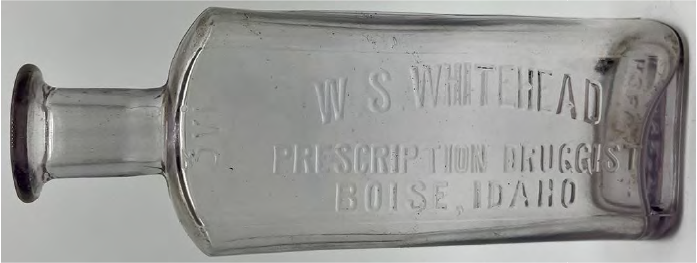 W. S. WHITEHEAD
PRESCRIPTION DRUGGIST
BOISE, IDAHO